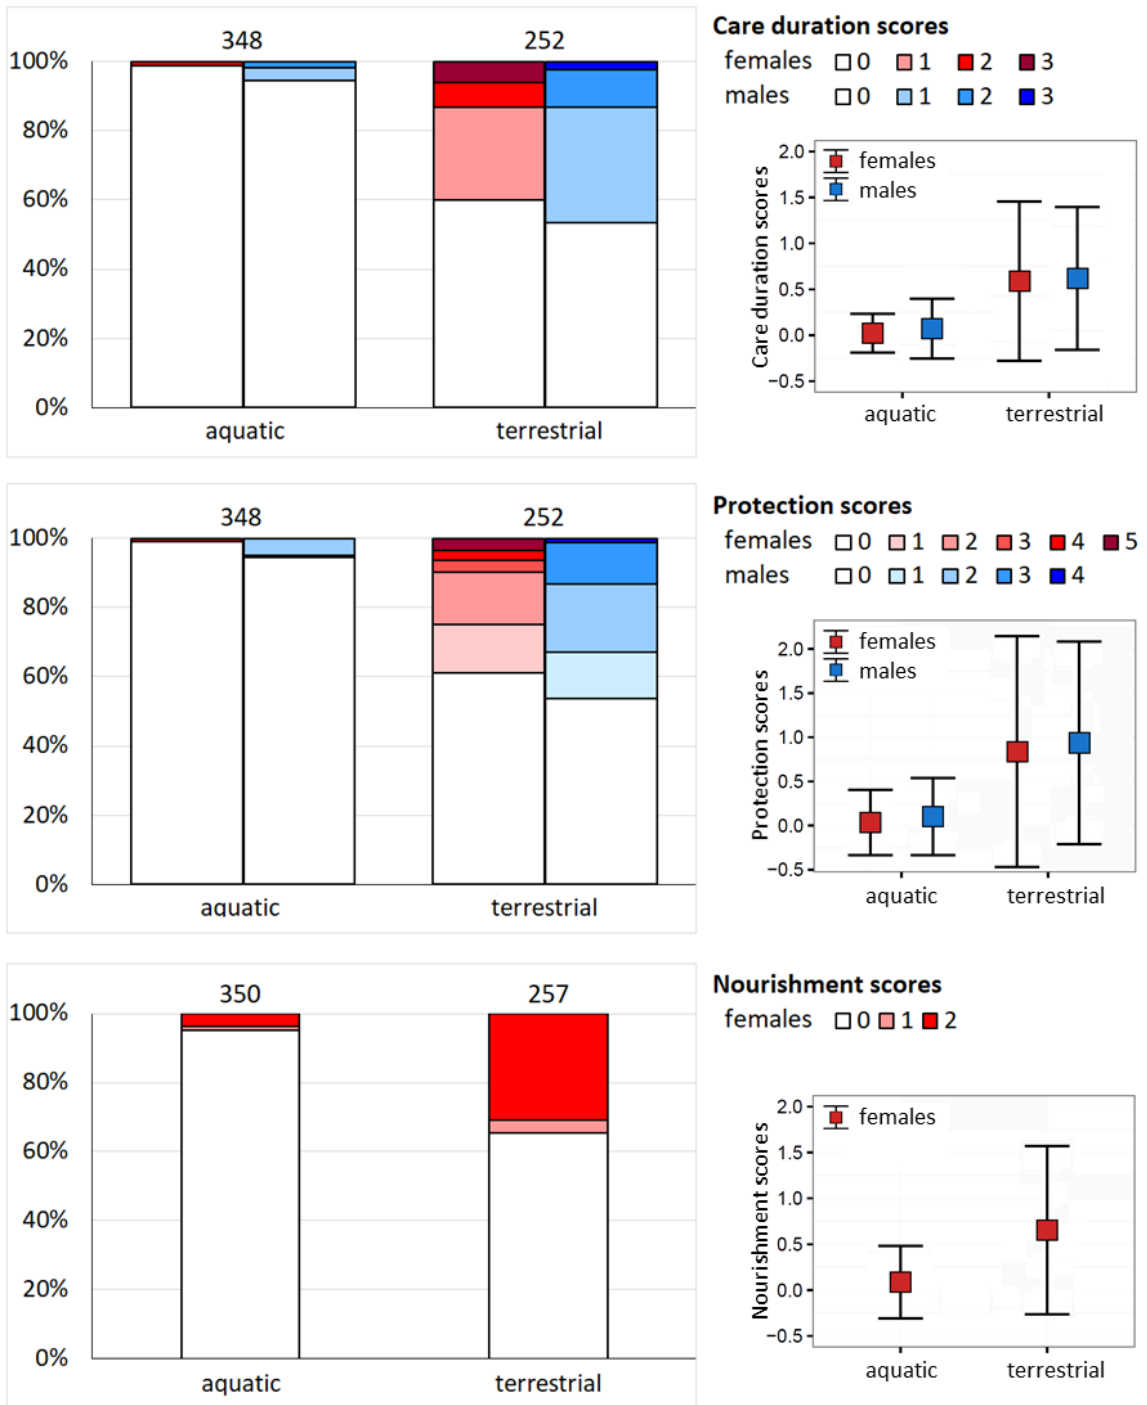 348 252
100%
80%
60%
40%
20%
0%
aquatic terrestrial
Care duration scores
females 0 1 2 3
males 0 1 2 3
Care duration scores
2.0
1.5
1.0
0.5
0.0
−0.5
females
males
aquatic terrestrial
348 252
100%
80%
60%
40%
20%
0%
aquatic terrestrial
Protection scores
females 0 1 2 3 4 5
males 0 1 2 3 4
Protection scores
2.0
1.5
1.0
0.5
0.0
−0.5
females
males
aquatic terrestrial
350 257
100%
80%
60%
40%
20%
0%
aquatic terrestrial
Nourishment scores
females 0 1 2
Nourishment scores
2.0
1.5
1.0
0.5
0.0
−0.5
females
aquatic terrestrial